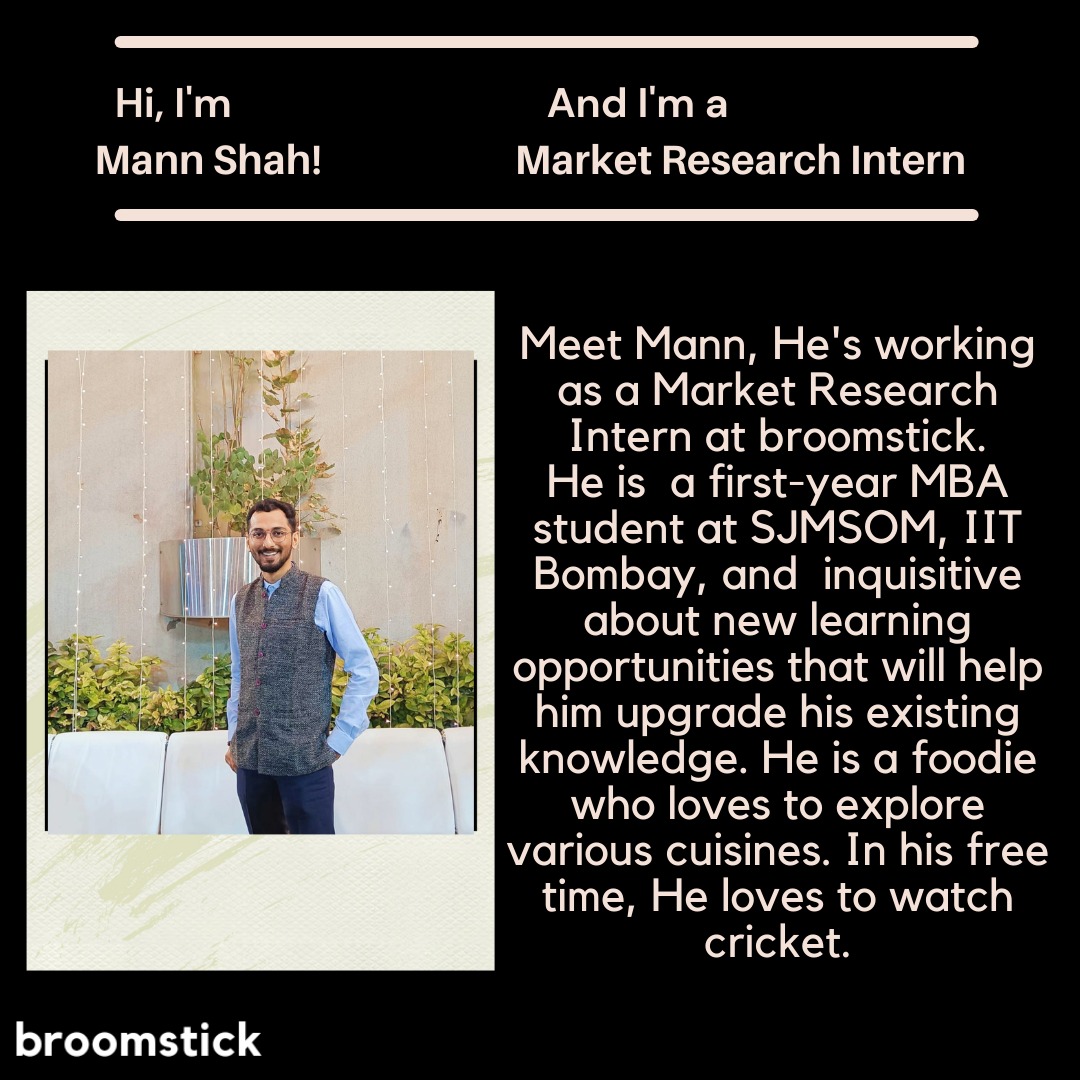 Hi, I'm
Mann Shah!
And I'm a
Market Research Intern
Meet Mann, He's working
as a Market Research
Intern at broomstick.
He is  a first-year MBA
student at SJMSOM, IIT
Bombay, and  inquisitive
about new learning
opportunities that will help
him upgrade his existing
knowledge. He is a foodie
who loves to explore
various cuisines. In his free
time, He loves to watch
cricket.
broomstick